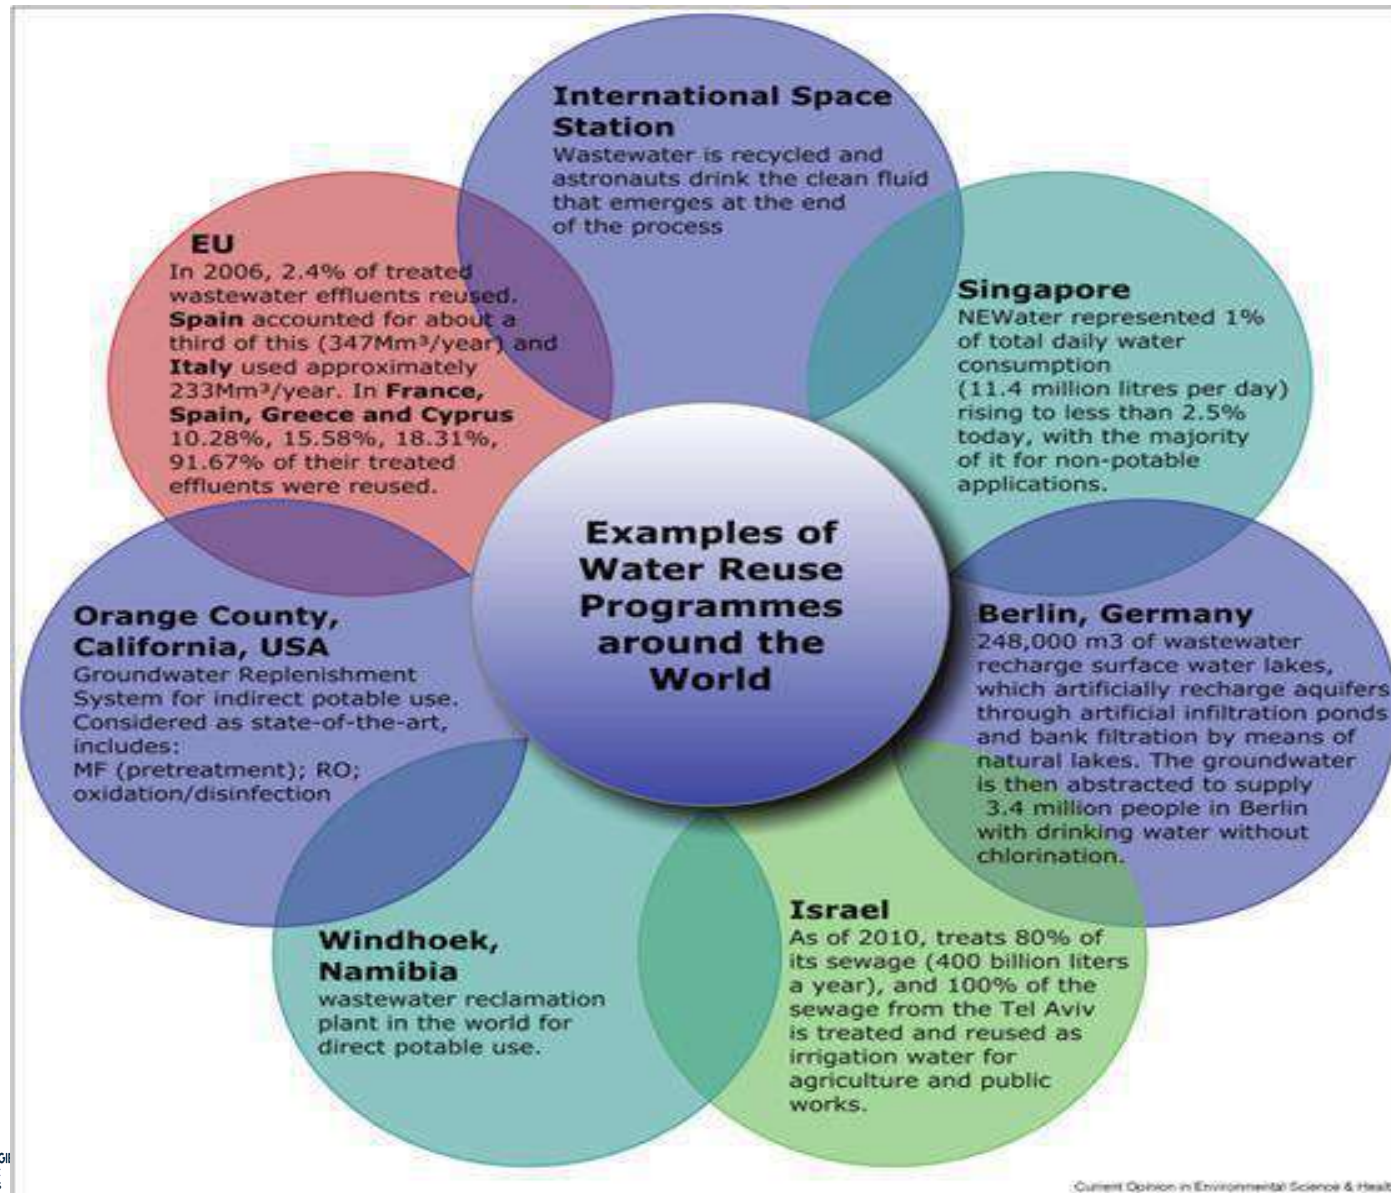 International Space
Station
Wastewater is recycled and
astronauts drink the clean fluid
that emerges at the end
of the process
EU
In 2006, 2.4% of treated
wastewater effluents reused.
Spain accounted for about a
third of this (347Mm³/year) and
Italy used approximately
233Mm³/year. In France,
Spain, Greece and Cyprus
10.28%, 15.58%, 18.31%,
91.67% of their treated
effluents were reused.
Singapore
NEWater represented 1%
of total daily water
consumption
(11.4 million litres per day)
rising to less than 2.5%
today, with the majority
of it for non-potable
applications.
Examples of
Water Reuse
Programmes
around the
World
Orange County,
California, USA
Groundwater Replenishment
System for indirect potable use.
Considered as state-of-the-art,
includes:
MF (pretreatment); RO;
oxidation/disinfection
Berlin, Germany
248,000 m3 of wastewater
recharge surface water lakes,
which artificially recharge aquifers
through artificial infiltration ponds
and bank filtration by means of
natural lakes. The groundwater
is then abstracted to supply
3.4 million people in Berlin
with drinking water without
chlorination.
Windhoek,
Namibia
wastewater reclamation
plant in the world for
direct potable use.
Israel
As of 2010, treats 80% of
its sewage (400 billion liters
a year), and 100% of the
sewage from the Tel Aviv
is treated and reused as
irrigation water for
agriculture and public
works.
Current Opinion in Environmental Science & Healt